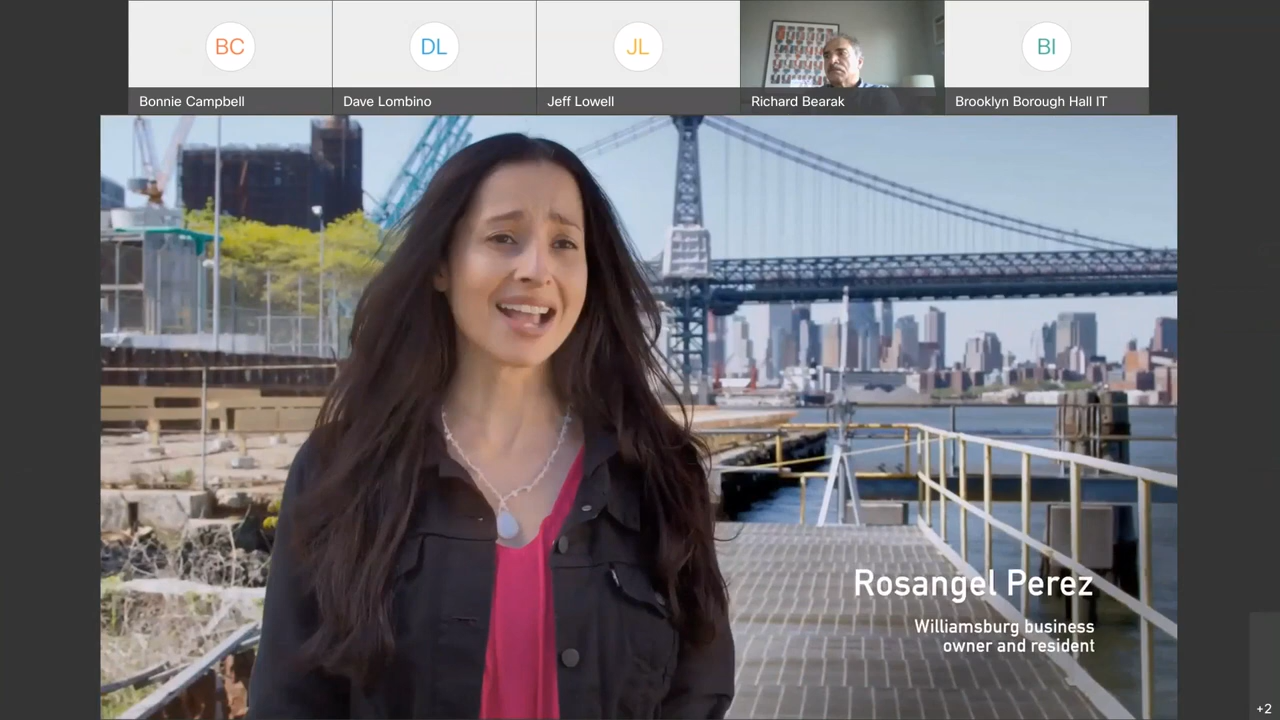 BC
DL
JL
BI
Bonnie Campbell
Dave Lombino
Jeff Lowell
Richard Bearak
Brooklyn Borough Hall IT
Rosangel Perez
Williamsburg business
owner and resident
+2